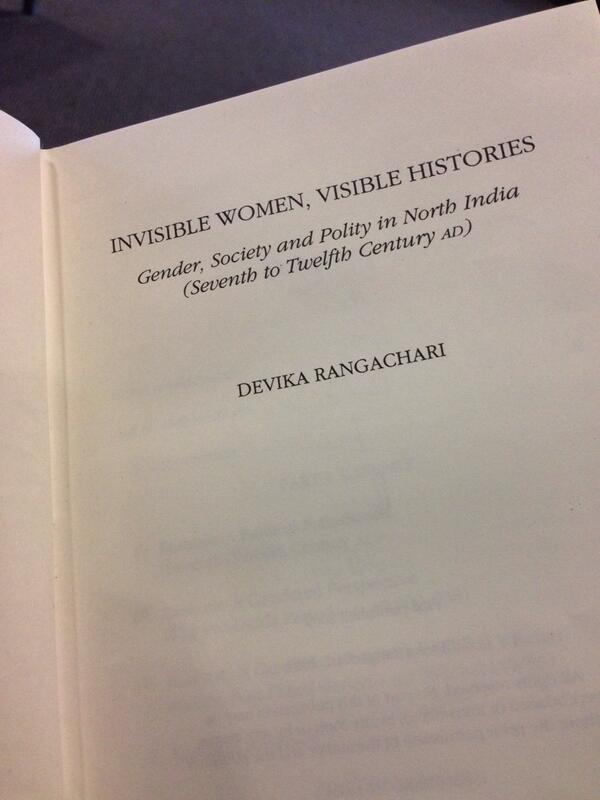 INVISIBLE WOMEN, VISIBLE HISTORIES
Gender, Society and Polity in North India
(Seventh to Twelfth Century AD)
DEVIKA RANGACHARI